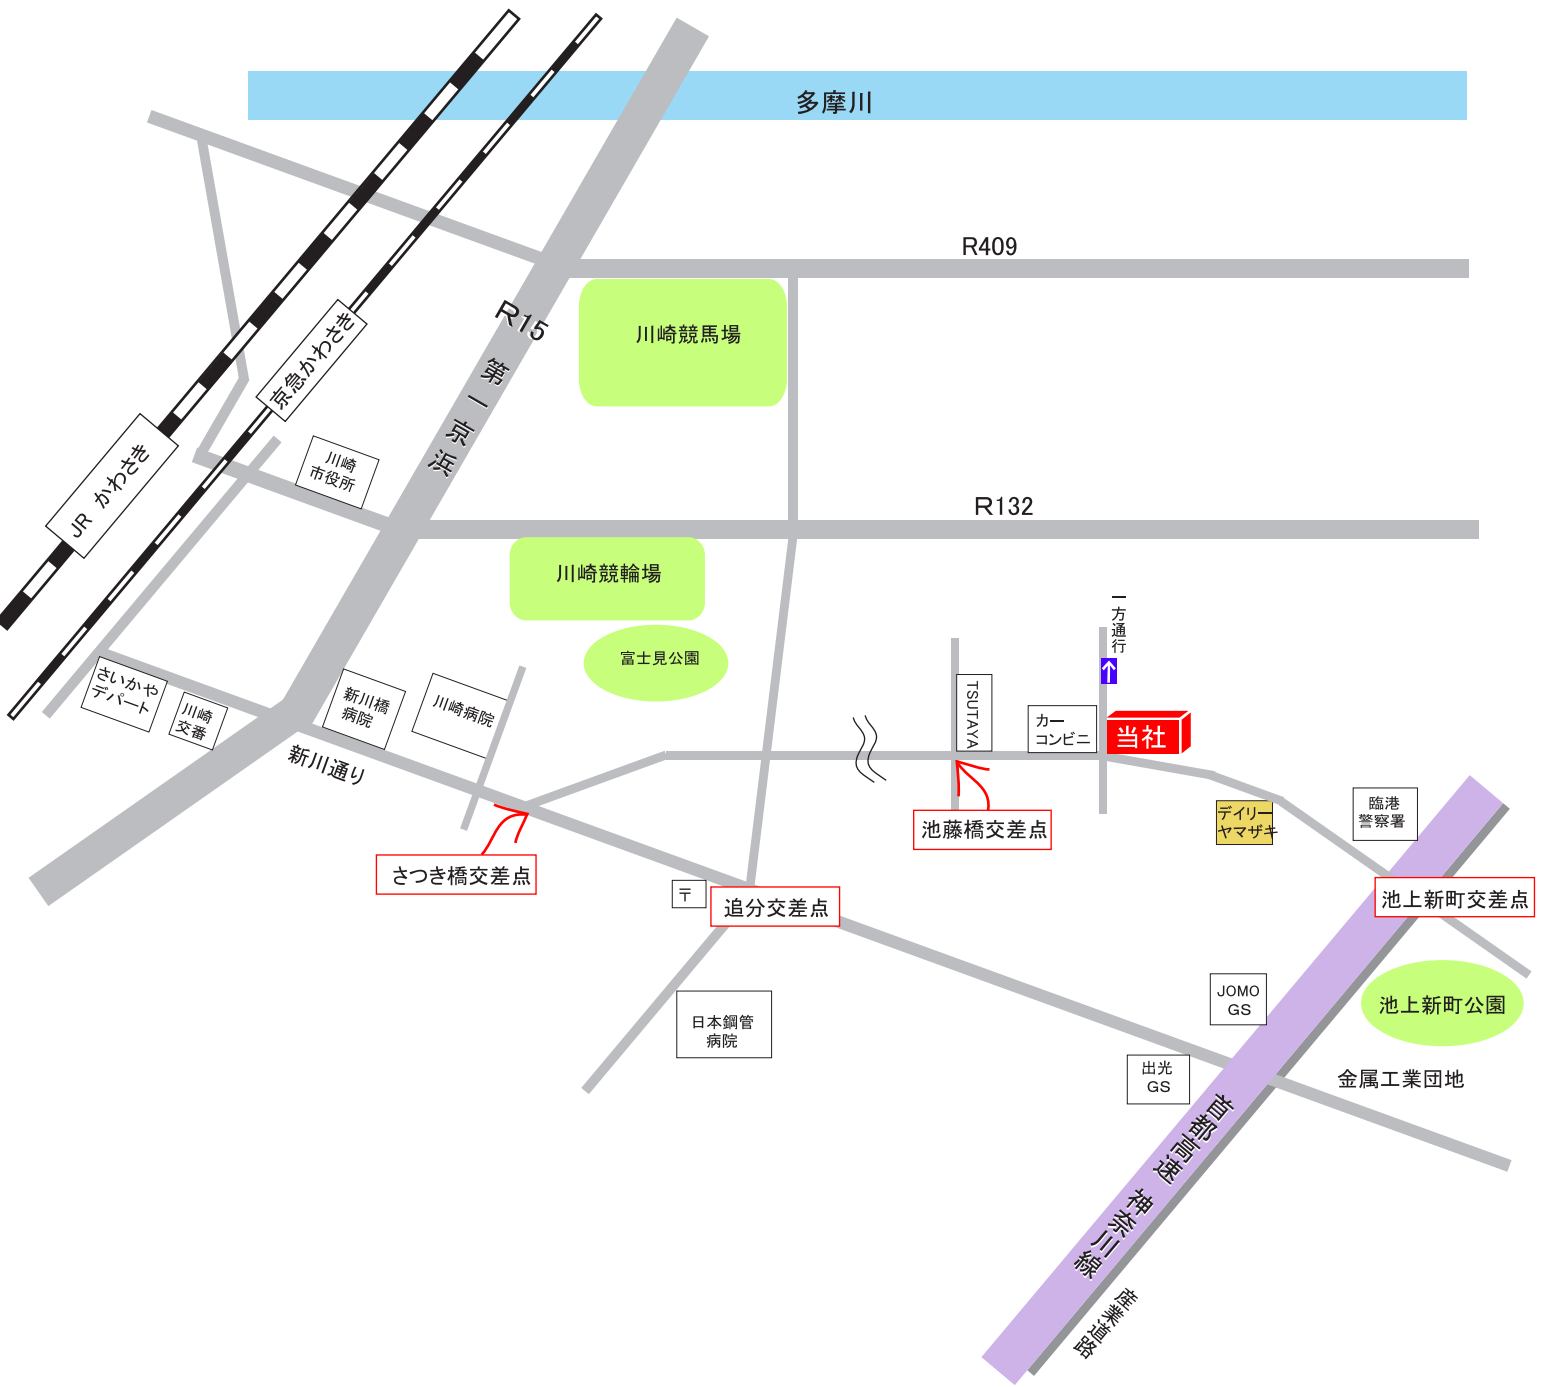 多摩川
R409
R15
第一京浜
川崎競馬場
京急かわさき
JR かわさき
川崎
市役所
R132
川崎競輪場
富士見公園
一方通行
さいかや
デパート
川崎
交番
新川橋
病院
川崎病院
新川通り
TSUTAYA
カー
コンビニ
当社
池藤橋交差点
デイリー
ヤマザキ
臨港
警察署
さつき橋交差点
〒
追分交差点
池上新町交差点
日本鋼管
病院
JOMO
GS
池上新町公園
出光
GS
金属工業団地
首都高速 神奈川線
産業道路